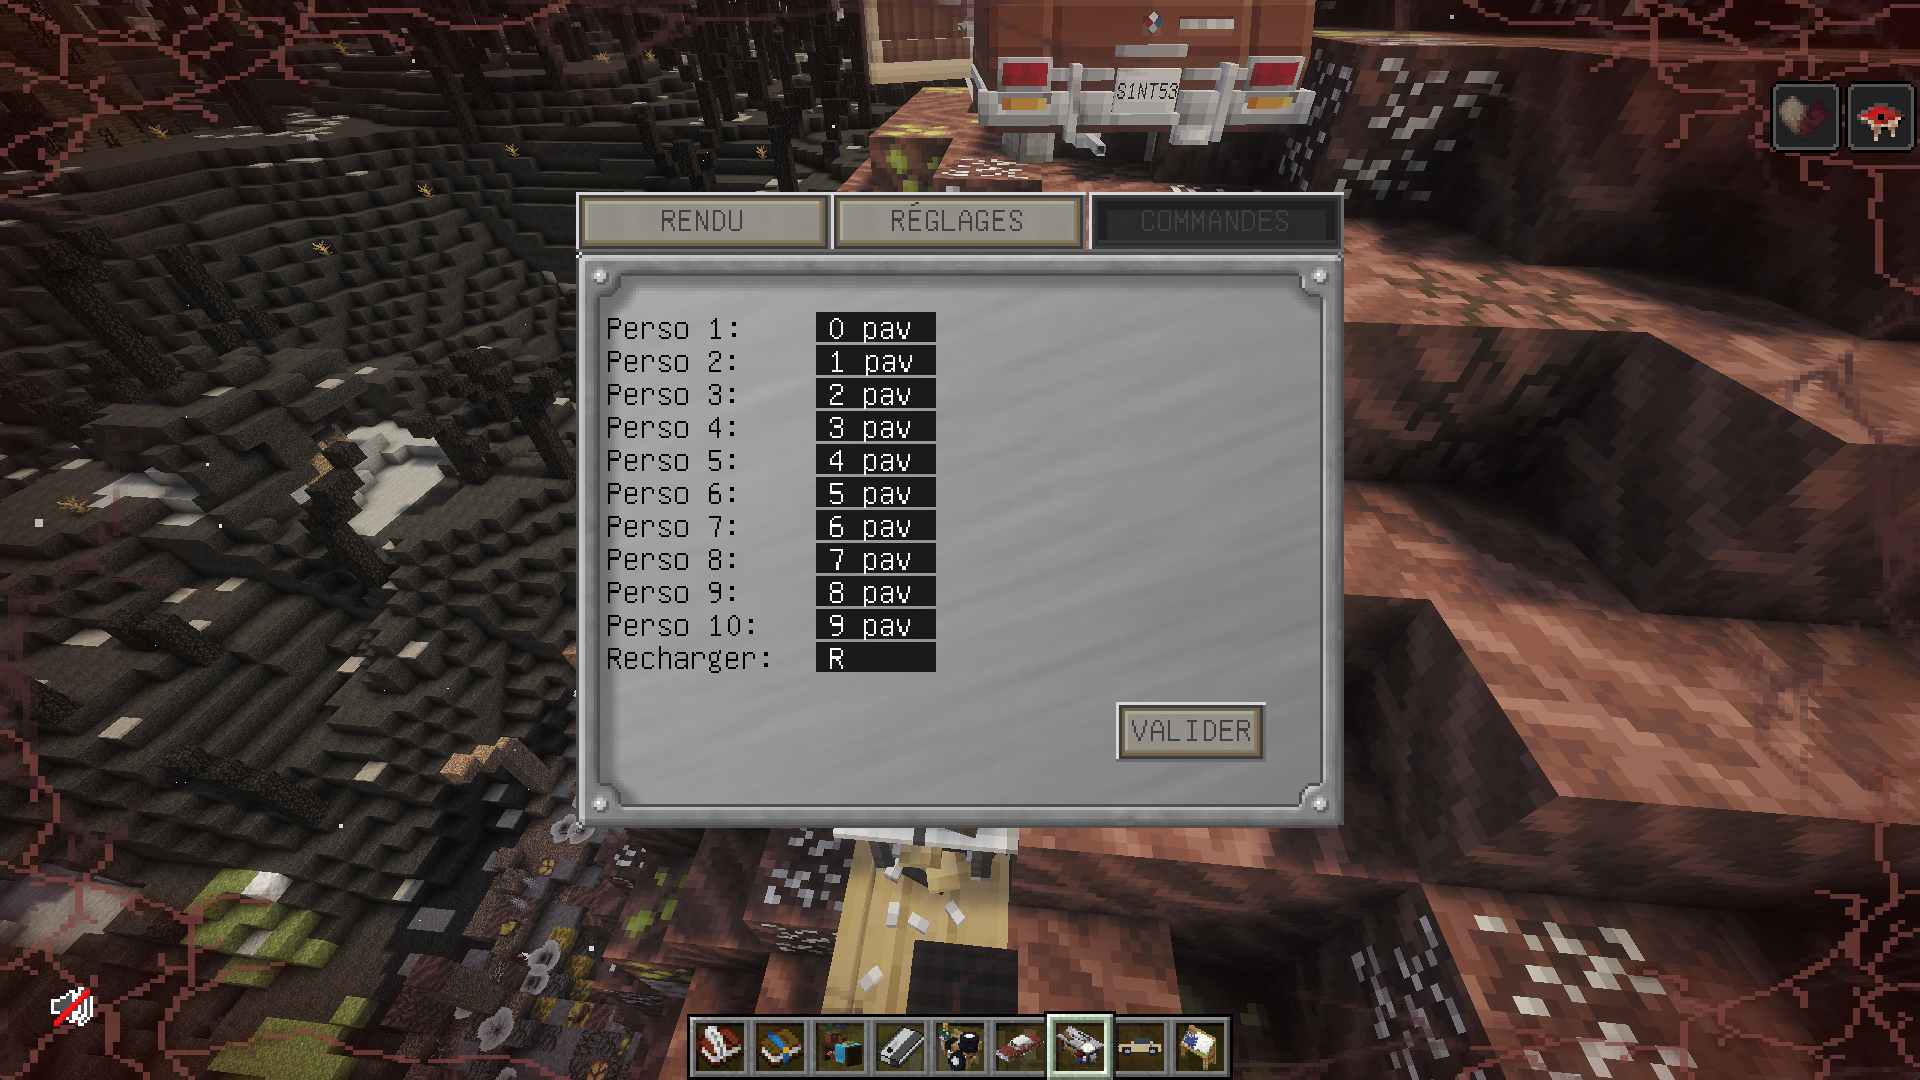 S1NT53
RENDU
RÉGLAGES
COMMANDES
Perso 1: 0 pav
Perso 2: 1 pav
Perso 3: 2 pav
Perso 4: 3 pav
Perso 5: 4 pav
Perso 6: 5 pav
Perso 7: 6 pav
Perso 8: 7 pav
Perso 9: 8 pav
Perso 10: 9 pav
Recharger: R
VALIDER